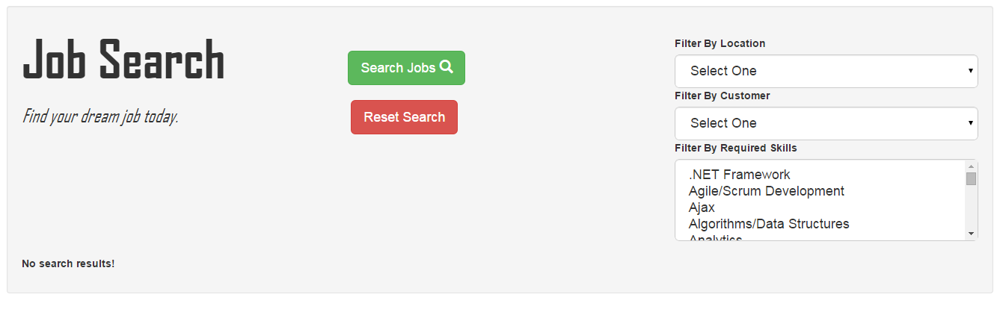 Job Search
Find your dream job today.
Search Jobs
Reset Search
Filter By Location
Select One
Filter By Customer
Select One
Filter By Required Skills
.NET Framework
Agile/Scrum Development
Ajax
Algorithms/Data Structures
Analytics
No search results!